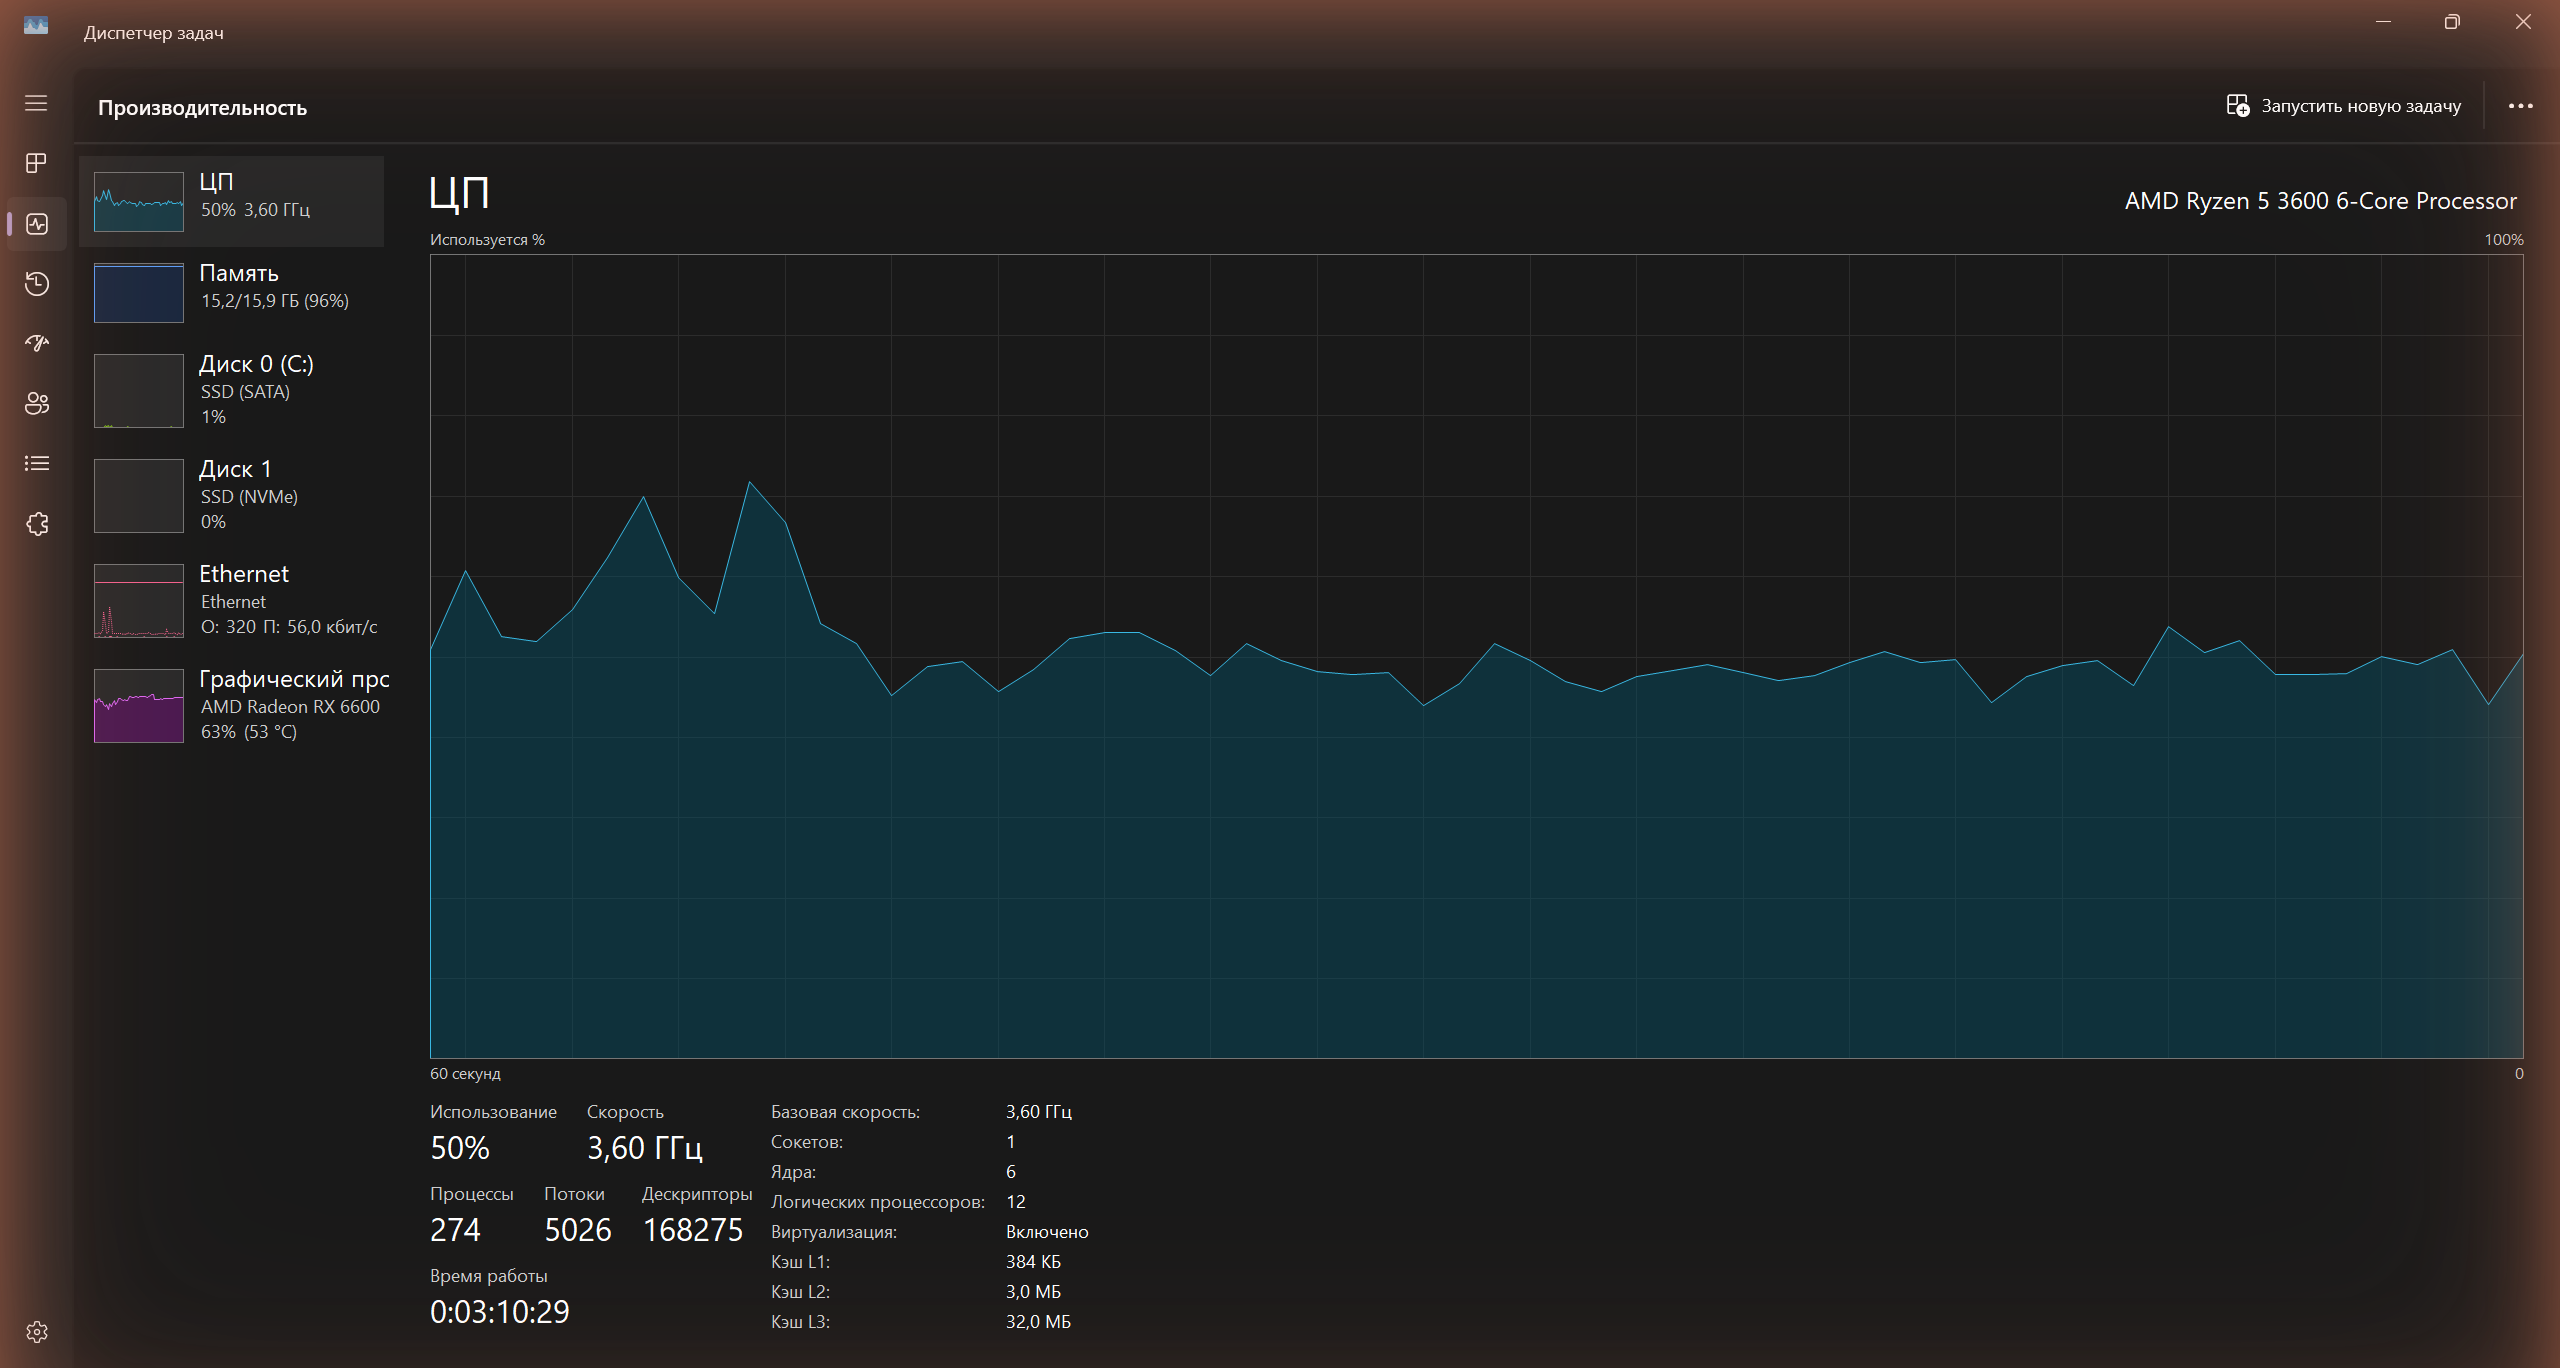 Диспетчер задач
Производительность
Запустить новую задачу
ЦП
50% 3,60 ГГц
Память
15,2/15,9 ГБ (96%)
Диск 0 (C:)
SSD (SATA)
1%
Диск 1
SSD (NVMe)
0%
Ethernet
Ethernet
О: 320 П: 56,0 кбит/с
Графический прс
AMD Radeon RX 6600
63% (53 °C)
ЦП
AMD Ryzen 5 3600 6-Core Processor
Используется %
100%
60 секунд
0
Использование
50%
Скорость
3,60 ГГц
Процессы
274
Потоки
5026
Дескрипторы
168275
Время работы
0:03:10:29
Базовая скорость: 3,60 ГГц
Сокетов: 1
Ядра: 6
Логических процессоров: 12
Виртуализация: Включено
Кэш L1: 384 КБ
Кэш L2: 3,0 МБ
Кэш L3: 32,0 МБ